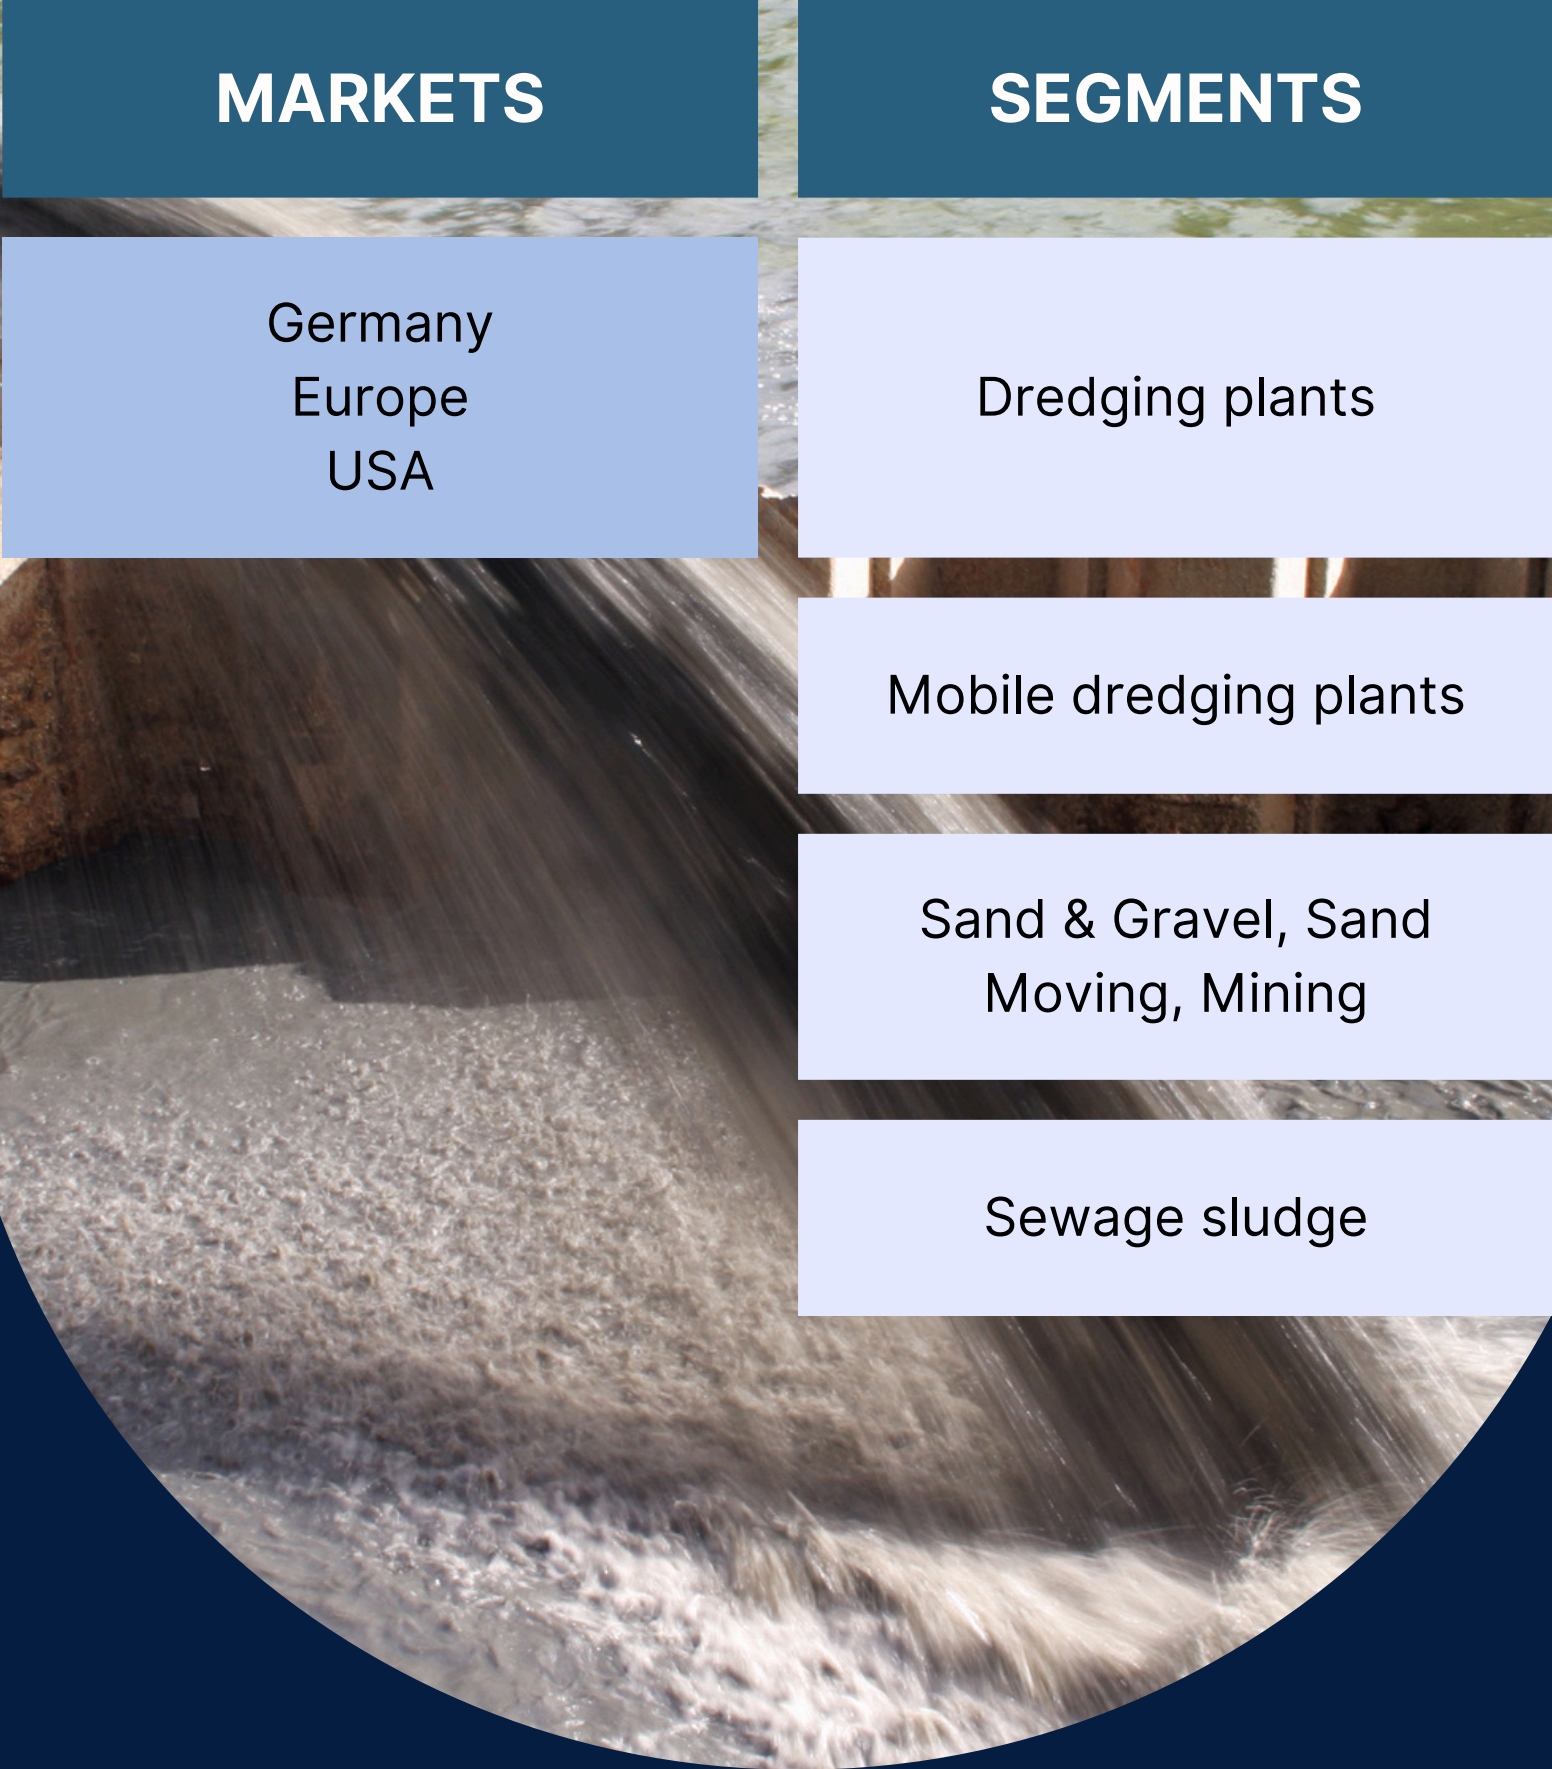 MARKETS
Germany
Europe
USA
SEGMENTS
Dredging plants
Mobile dredging plants
Sand & Gravel, Sand
Moving, Mining
Sewage sludge